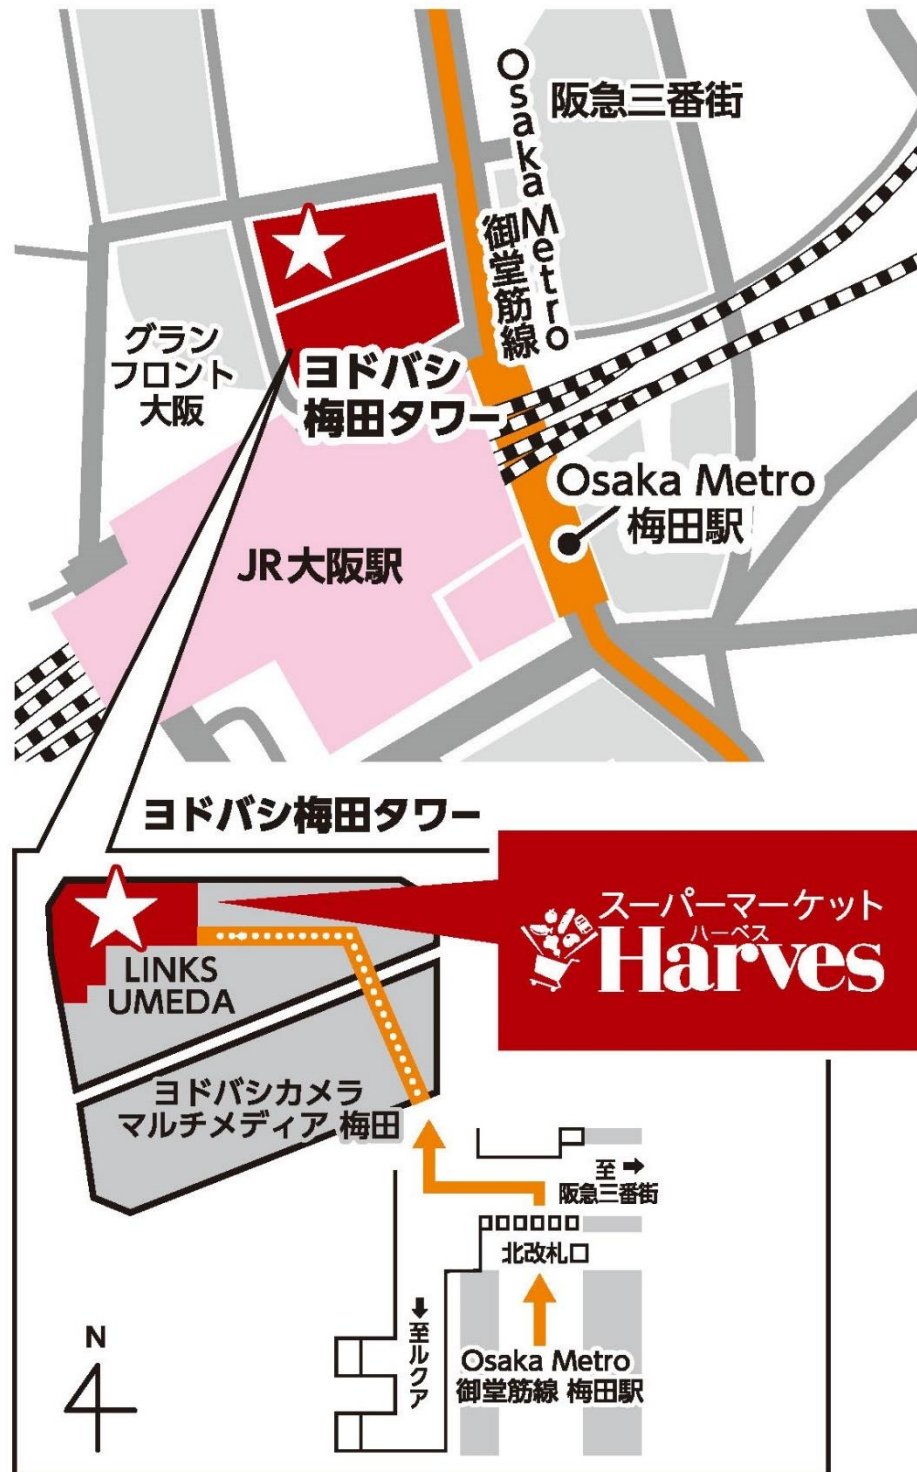 阪急三番街
Osaka Metro
御堂筋線
グラン
フロント
大阪
ヨドバシ
梅田タワー
Osaka Metro
梅田駅
JR大阪駅
ヨドバシ梅田タワー
スーパーマーケット
ハーベス
Harves
LINKS
UMEDA
ヨドバシカメラ
マルチメディア 梅田
至➡
阪急三番街
北改札口
⬅至ルクア
Osaka Metro
御堂筋線 梅田駅
N